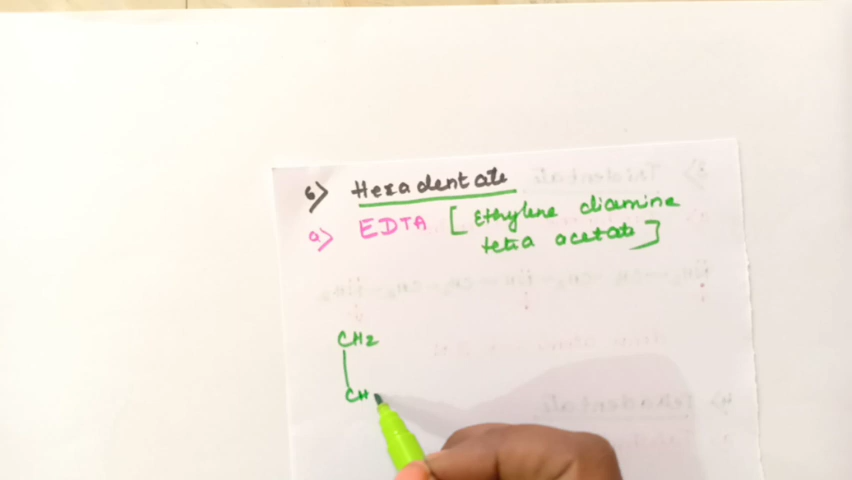 6) Hexadentate
a) EDTA [Ethylene diamine
tetra acetate]
CH2
CH